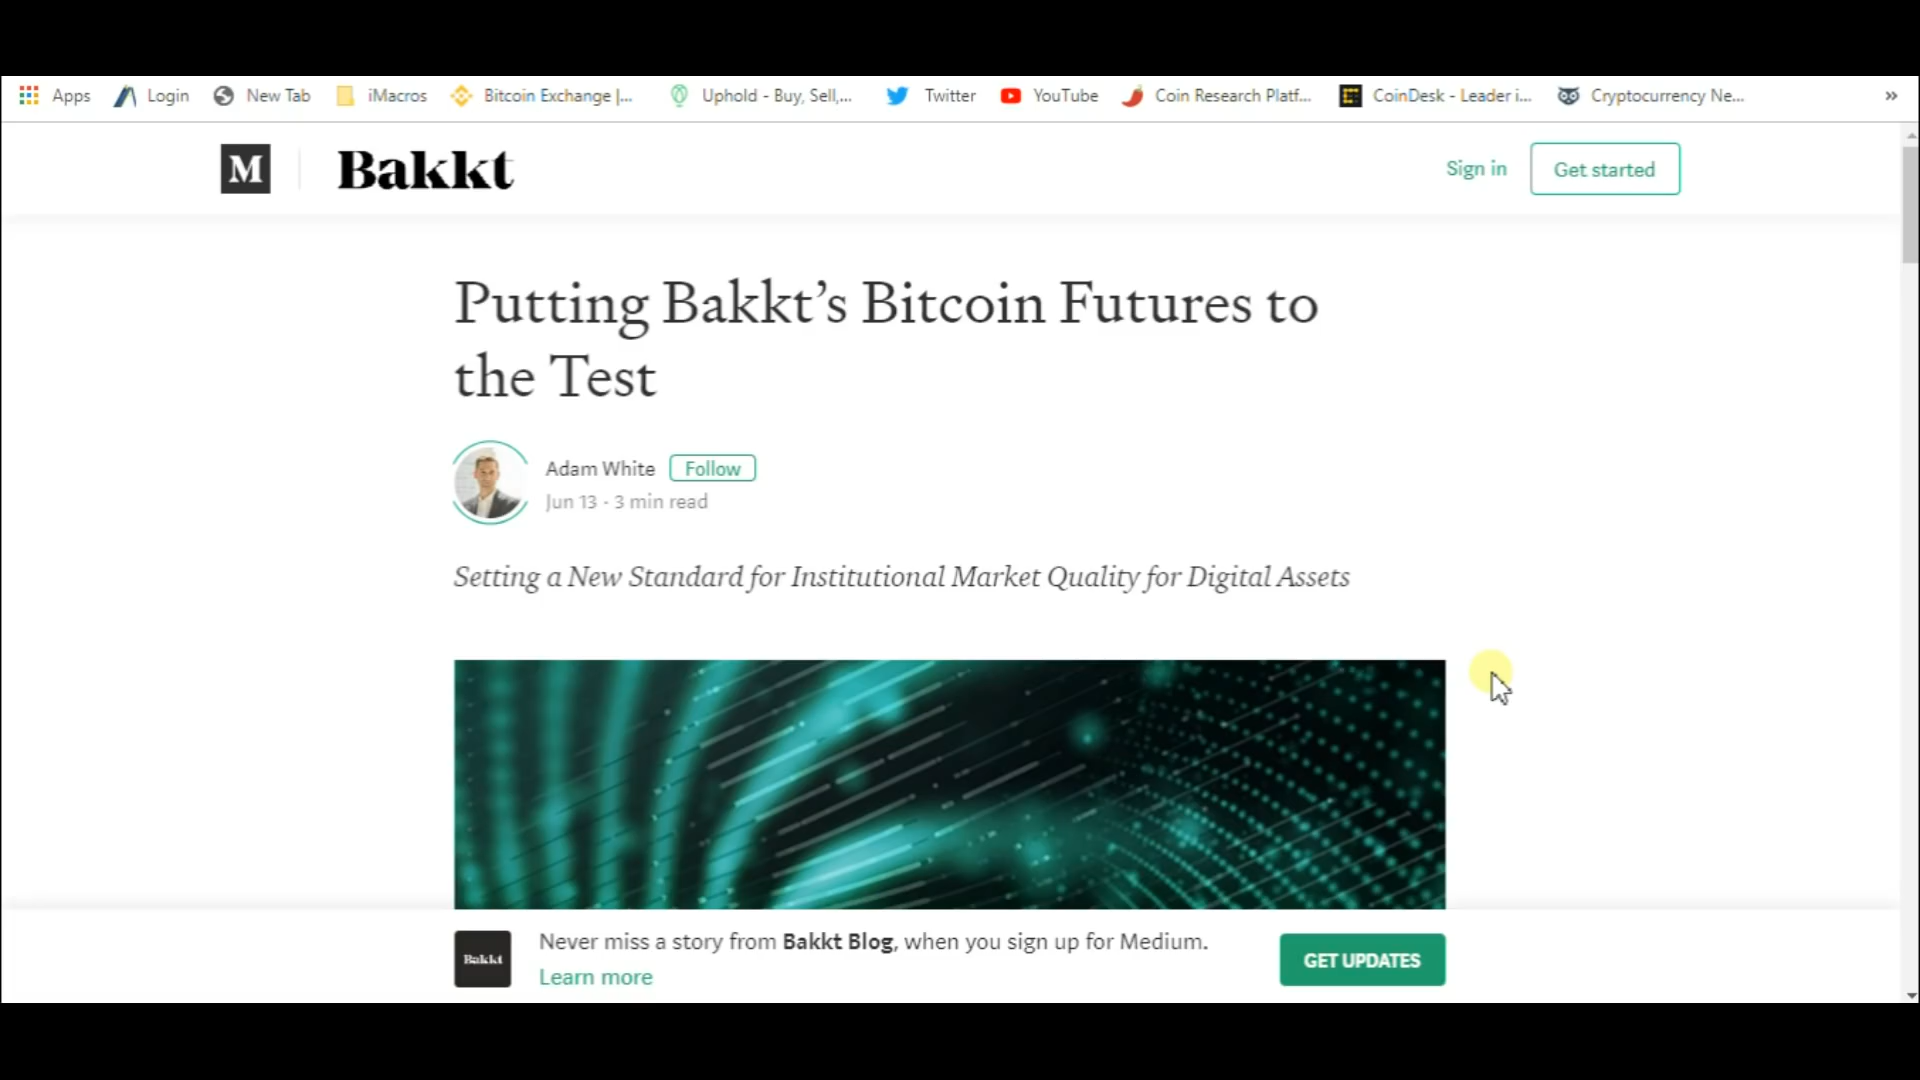 Apps Login New Tab iMacros Bitcoin Exchange |... Uphold - Buy, Sell,... Twitter YouTube Coin Research Platf... CoinDesk - Leader i... Cryptocurrency Ne... »
M Bakkt Sign in Get started
Putting Bakkt’s Bitcoin Futures to
the Test
Adam White Follow
Jun 13 · 3 min read
Setting a New Standard for Institutional Market Quality for Digital Assets
Bakkt Never miss a story from Bakkt Blog, when you sign up for Medium.
Learn more
GET UPDATES